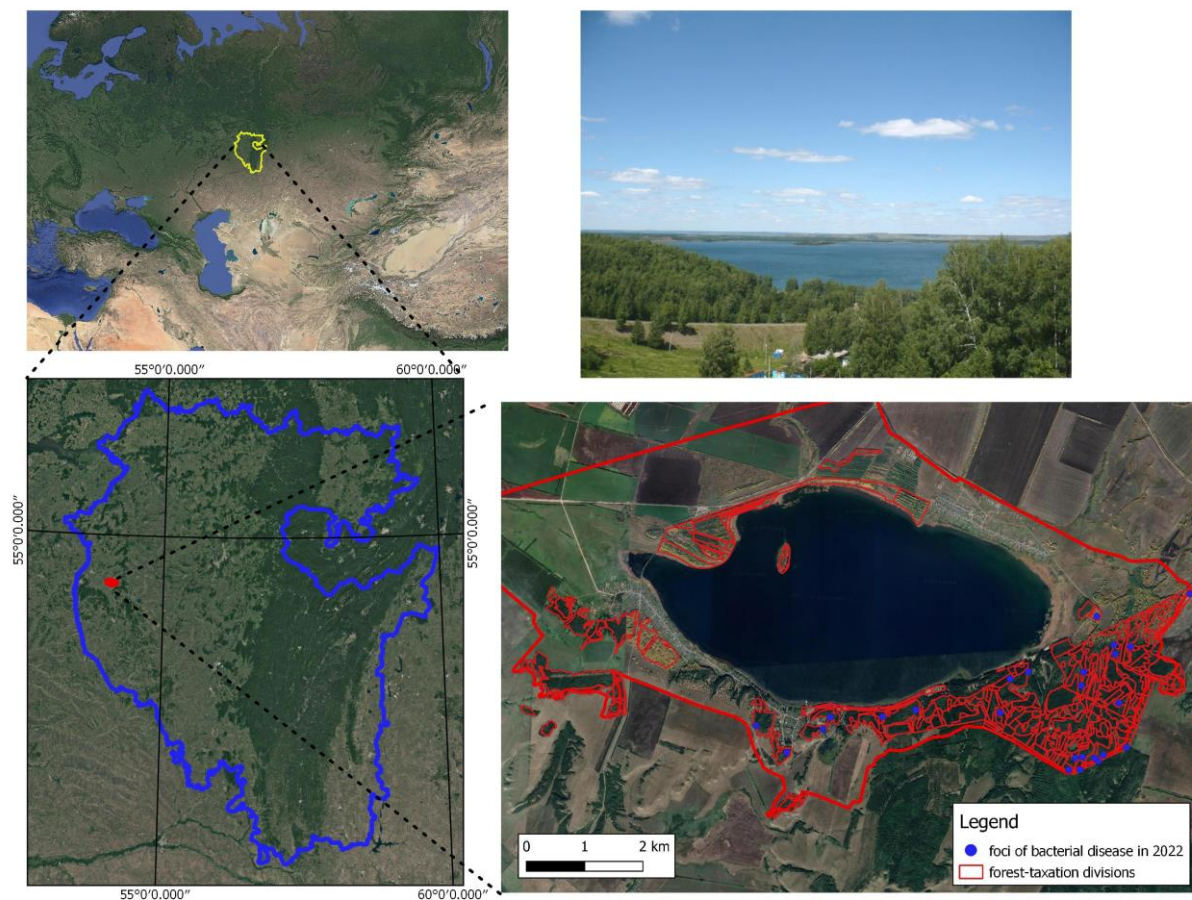 55°0′0.000″
60°0′0.000″
55°0′0.000″
55°0′0.000″
55°0′0.000″
60°0′0.000″
0 1 2 km
Legend
foci of bacterial disease in 2022
forest-taxation divisions